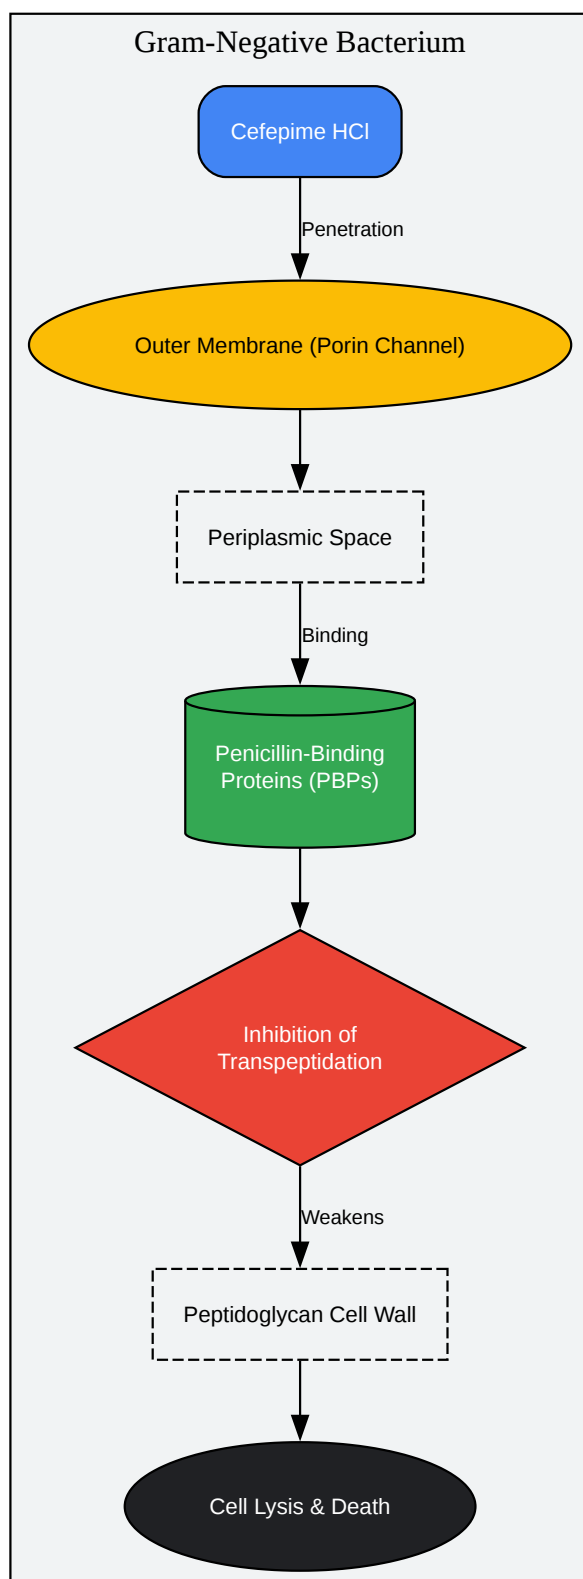 Gram-Negative Bacterium
Cefepime HCl
Penetration
Outer Membrane (Porin Channel)
Periplasmic Space
Binding
Penicillin-Binding
Proteins (PBPs)
Inhibition of
Transpeptidation
Weakens
Peptidoglycan Cell Wall
Cell Lysis & Death